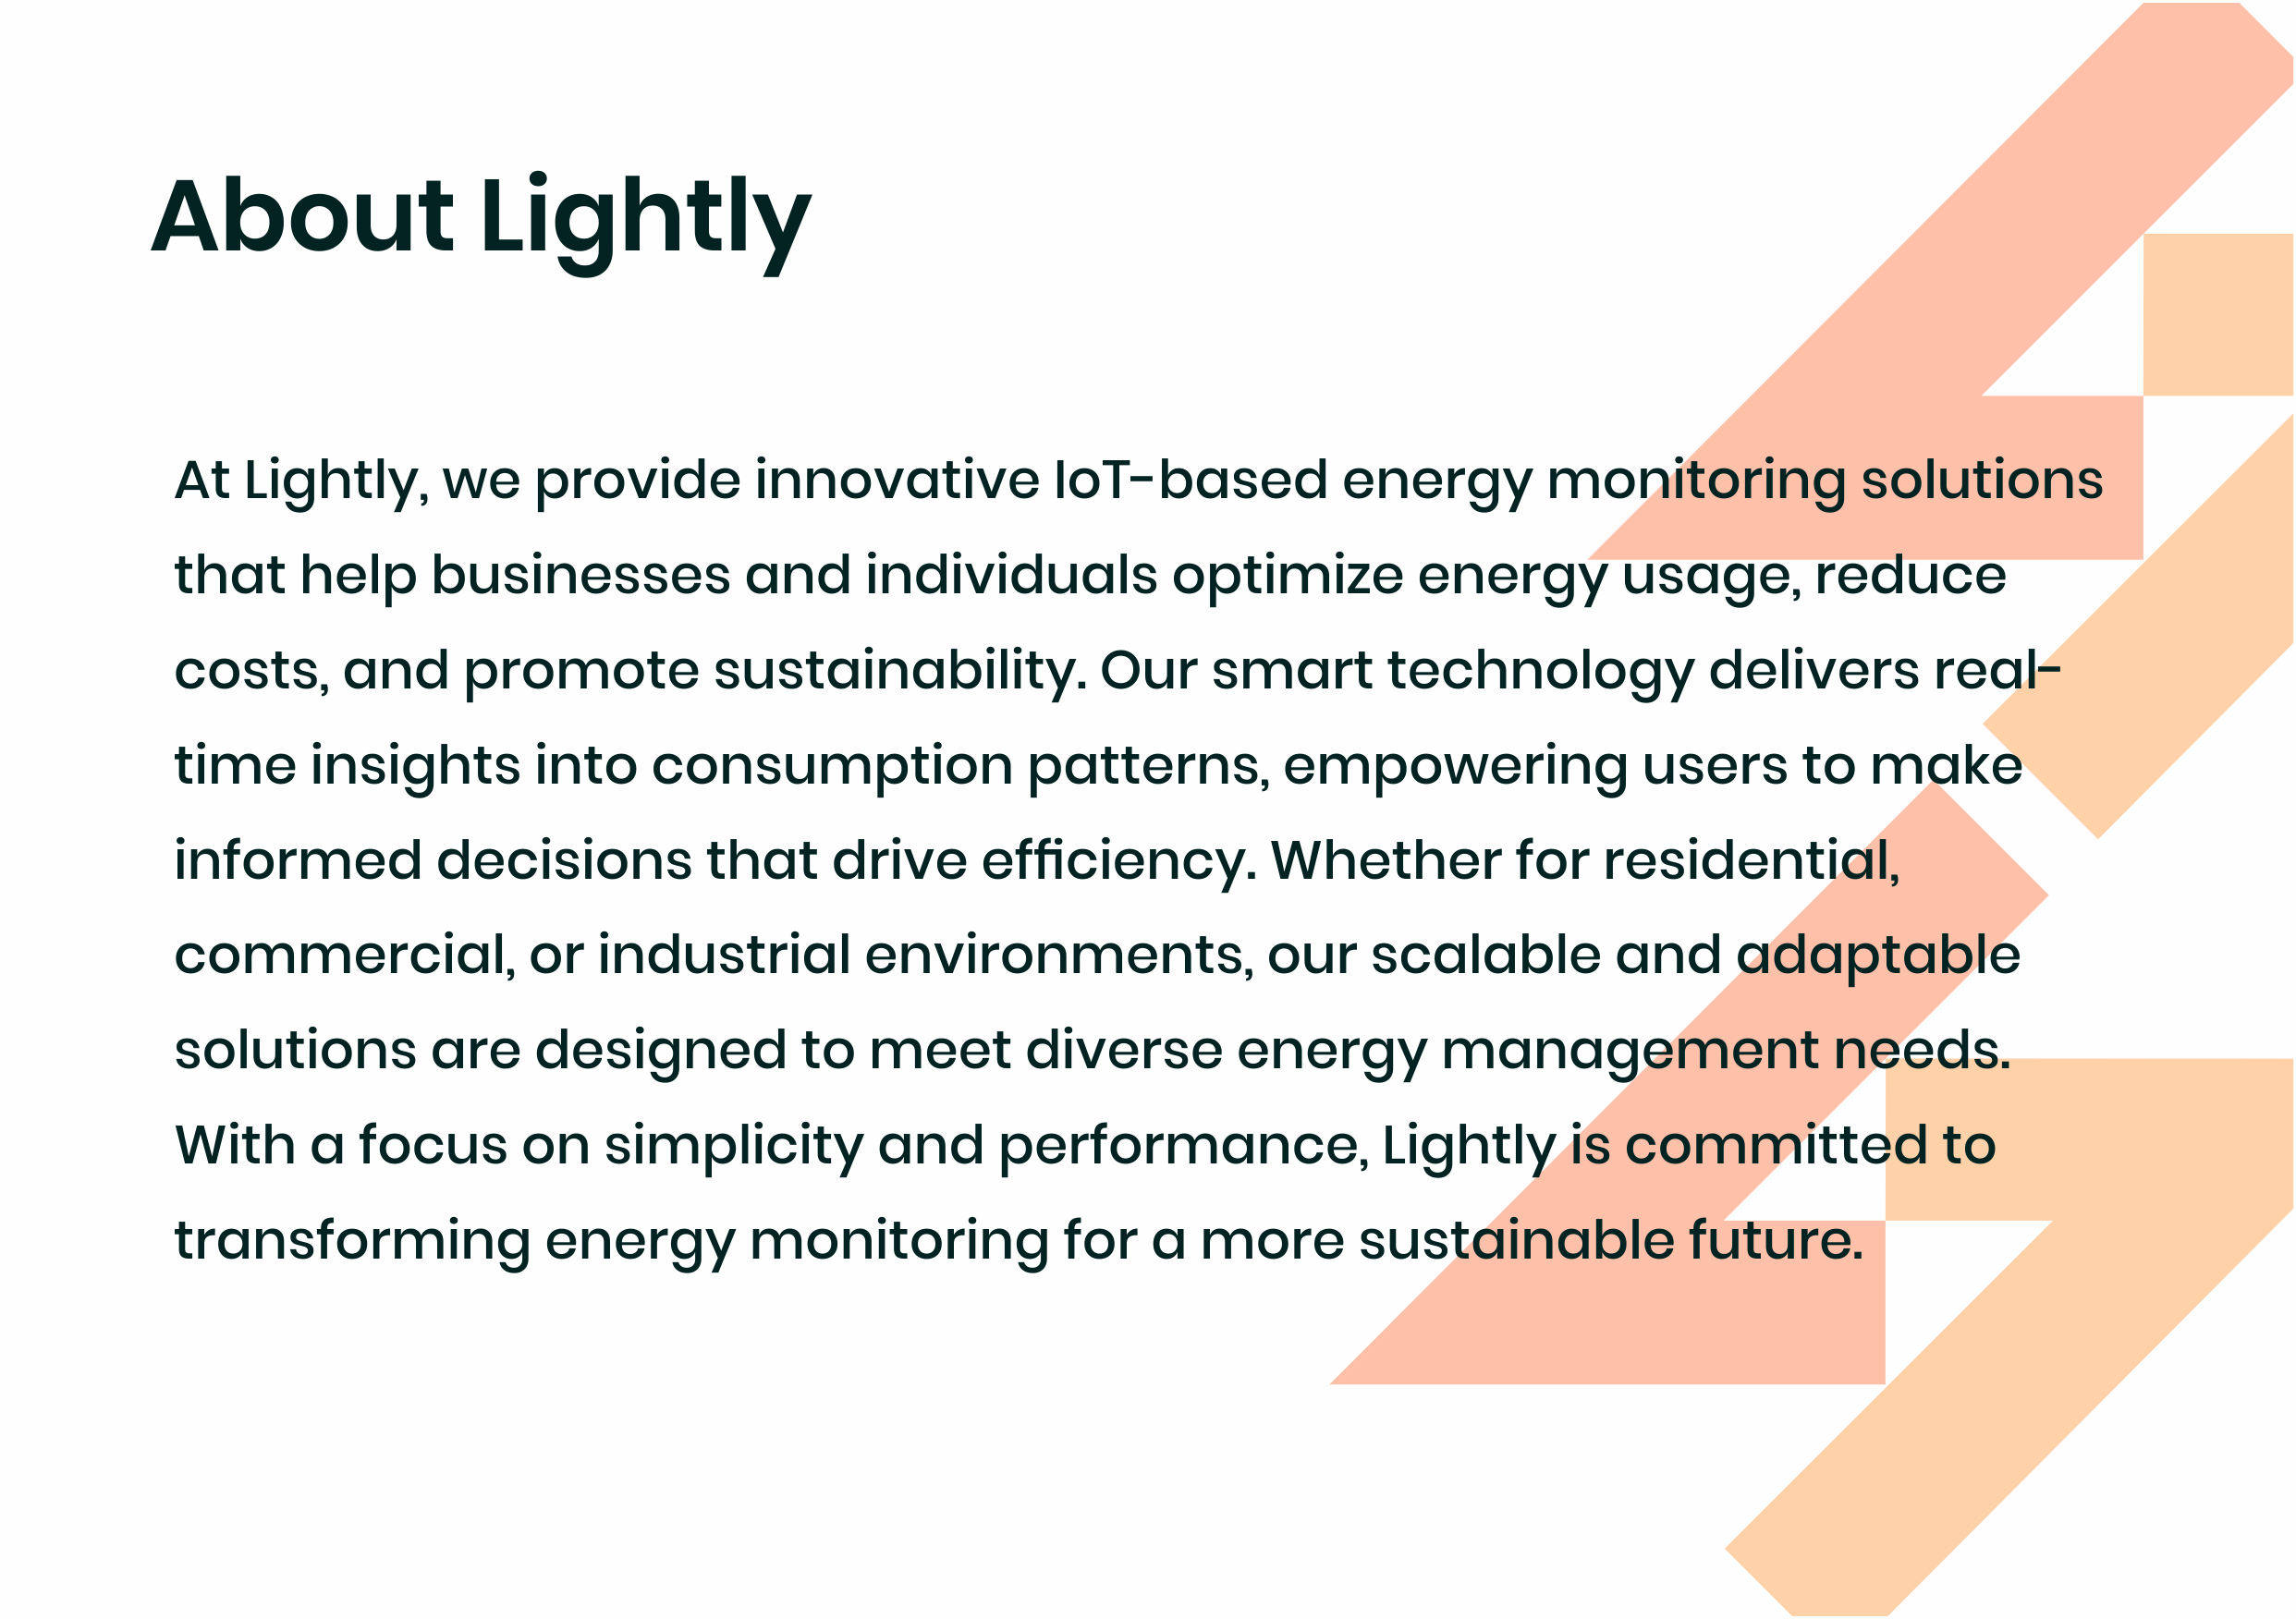 About Lightly
At Lightly, we provide innovative IoT-based energy monitoring solutions
that help businesses and individuals optimize energy usage, reduce
costs, and promote sustainability. Our smart technology delivers real-
time insights into consumption patterns, empowering users to make
informed decisions that drive efficiency. Whether for residential,
commercial, or industrial environments, our scalable and adaptable
solutions are designed to meet diverse energy management needs.
With a focus on simplicity and performance, Lightly is committed to
transforming energy monitoring for a more sustainable future.